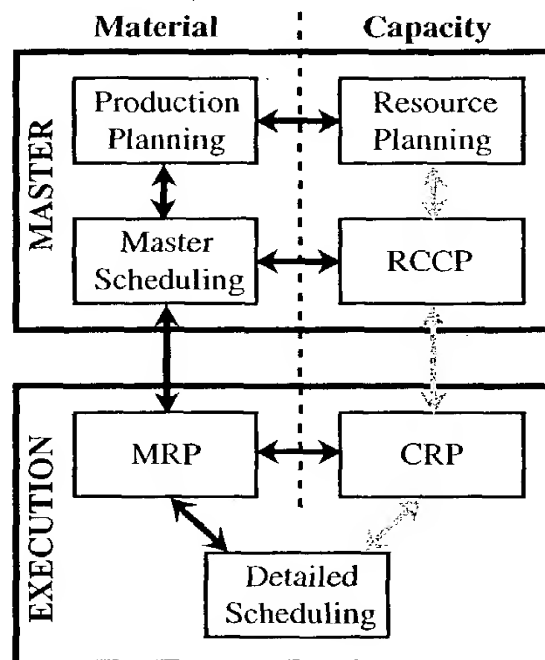 Material Capacity
MASTER
Production
Planning
Resource
Planning
Master
Scheduling
RCCP
EXECUTION
MRP
CRP
Detailed
Scheduling